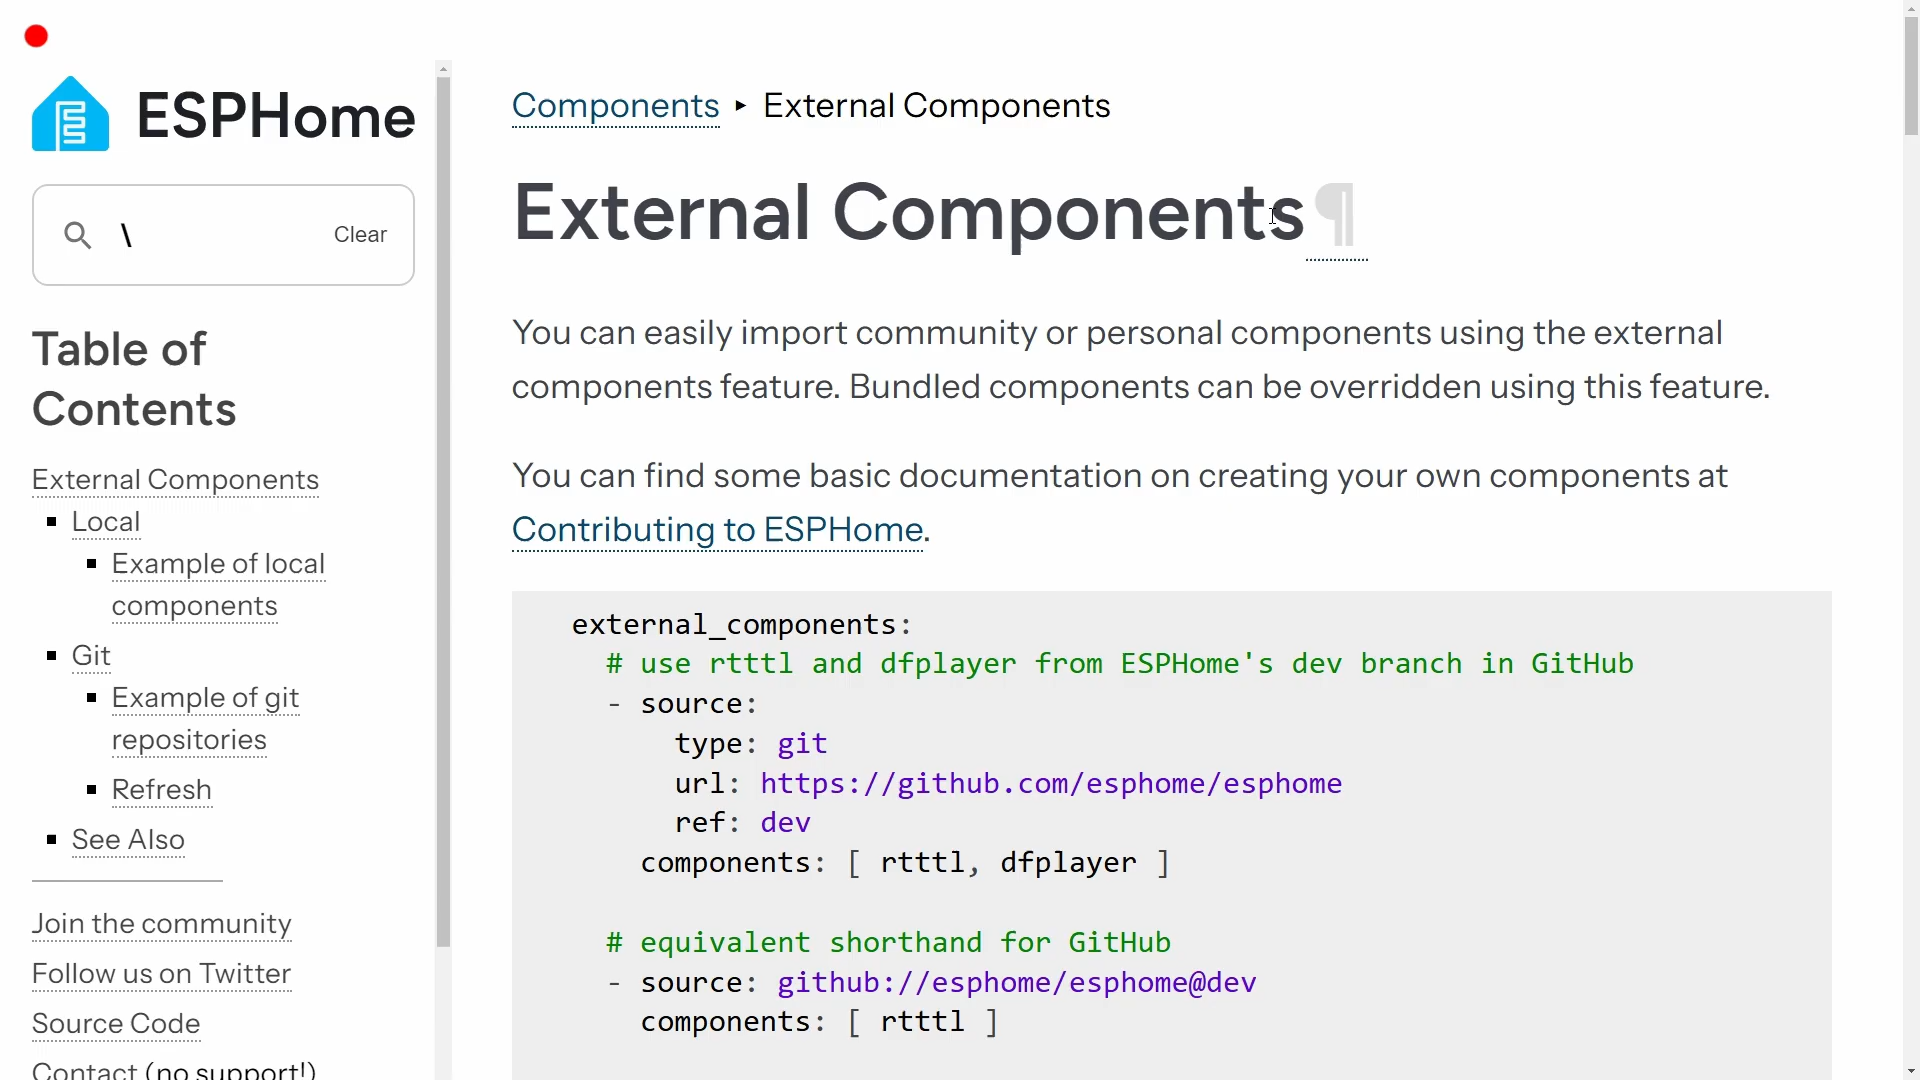 ESPHome
\ Clear
Table of
Contents
External Components
Local
Example of local
components
Git
Example of git
repositories
Refresh
See Also
Join the community
Follow us on Twitter
Source Code
Contact (no support!)
Components ▸ External Components
External Components¶
You can easily import community or personal components using the external
components feature. Bundled components can be overridden using this feature.
You can find some basic documentation on creating your own components at
Contributing to ESPHome.
external_components:
  # use rtttl and dfplayer from ESPHome's dev branch in GitHub
  - source:
      type: git
      url: https://github.com/esphome/esphome
      ref: dev
    components: [ rtttl, dfplayer ]
  # equivalent shorthand for GitHub
  - source: github://esphome/esphome@dev
    components: [ rtttl ]